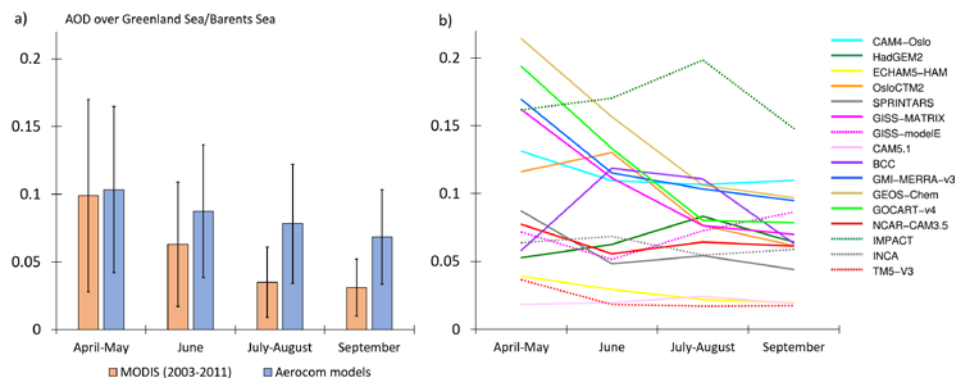 a)
AOD over Greenland Sea/Barents Sea
0.2
0.15
0.1
0.05
0
April-May
June
July-August
September
MODIS (2003-2011)
Aerocom models
b)
0.2
0.15
0.1
0.05
0
April-May
June
July-August
September
CAM4-Oslo
HadGEM2
ECHAM5-HAM
OsloCTM2
SPRINTARS
GISS-MATRIX
GISS-modelE
CAM5.1
BCC
GMI-MERRA-v3
GEOS-Chem
GOCART-v4
NCAR-CAM3.5
IMPACT
INCA
TM5-V3